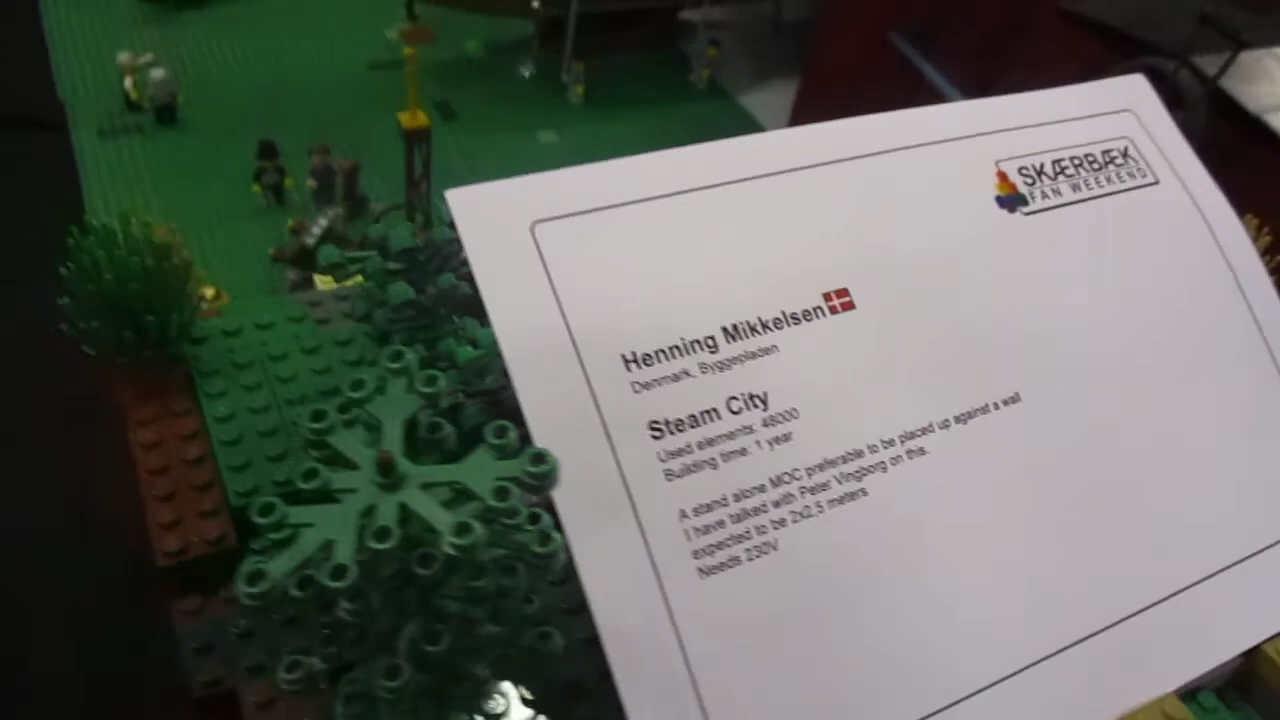 SKÆRBÆK
FAN WEEKEND
Henning Mikkelsen
Denmark, Byggepladen
Steam City
Used elements: 48000
Building time: 1 year
A stand alone MOC preferable to be placed up against a wall
I have talked with Peter Vingborg on this.
expected to be 2x2,5 meters
Needs 230V